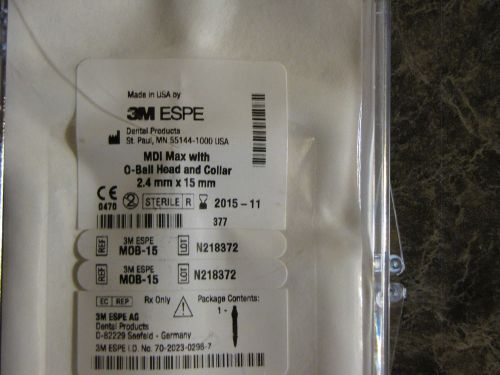 Made in USA by
3M ESPE
Dental Products
St. Paul, MN 55144-1000 USA
MDI Max with
O-Ball Head and Collar
2.4 mm x 15 mm
CE 0470 2 STERILE R 2015-11
377
REF 3M ESPE MOB-15 LOT N218372
REF 3M ESPE MOB-15 LOT N218372
EC REP Rx Only Package Contents:
1 -
3M ESPE AG
Dental Products
D-82229 Seefeld - Germany
3M ESPE I.D. No. 70-2023-0296-7